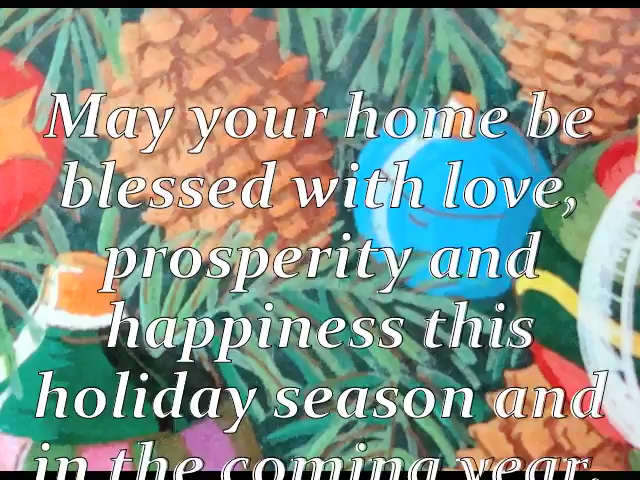 May your home be
blessed with love,
prosperity and
happiness this
holiday season and
in the coming year.